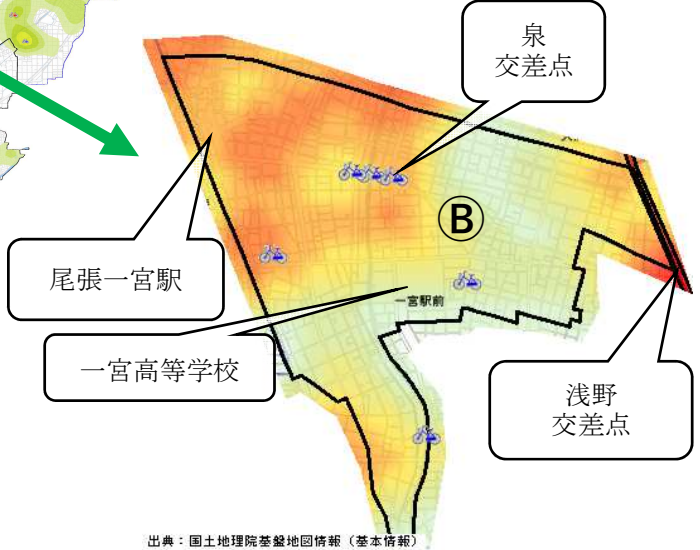 泉
交差点
Ⓑ
尾張一宮駅
一宮駅前
一宮高等学校
浅野
交差点
出典：国土地理院基盤地図情報（基本情報）